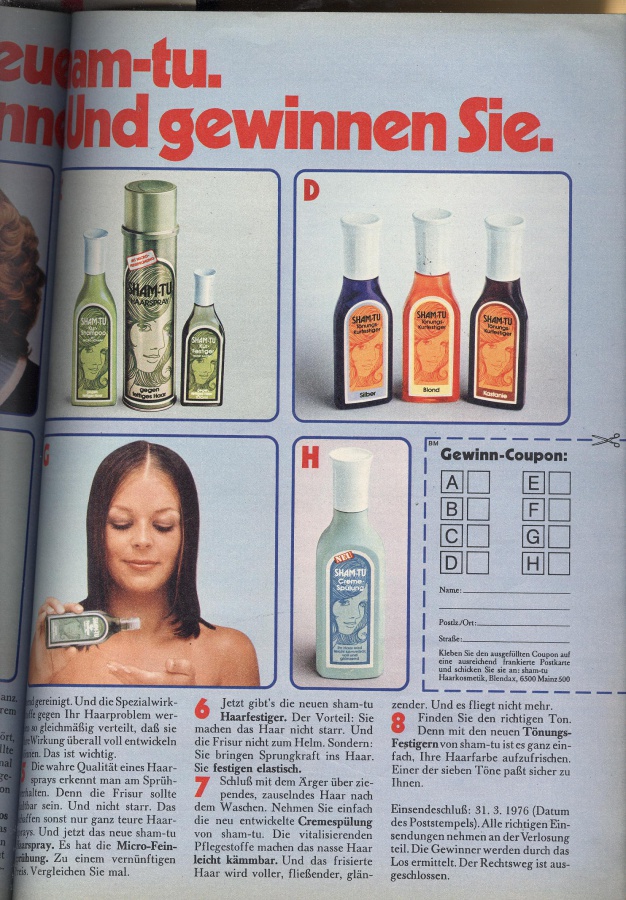 am-tu.
Und gewinnen Sie.
SHAM-TU
HAARSPRAY
gegen
fettiges Haar
SHAM-TU
Shampoo
SHAM-TU
Kur-
Festiger
D
SHAM-TU
Tönungs-
Kurfestiger
Silber
SHAM-TU
Tönungs-
Kurfestiger
Blond
SHAM-TU
Tönungs-
Kurfestiger
Kastanie
G
H
NEU
SHAM-TU
Creme-
Spülung
BM
Gewinn-Coupon:
A E
B F
C G
D H
Name:
Postlz./Ort:
Straße:
Kleben Sie den ausgefüllten Coupon auf
eine ausreichend frankierte Postkarte
und schicken Sie sie an: sham-tu
Haarkosmetik, Blendax, 6500 Mainz 500
gereinigt. Und die Spezialwirk-
gegen Ihr Haarproblem wer-
so gleichmäßig verteilt, daß sie
Wirkung überall voll entwickeln
Das ist wichtig.
Die wahre Qualität eines Haar-
sprays erkennt man am Sprüh-
Denn die Frisur sollte
sein. Und nicht starr. Das
sonst nur ganz teure Haar-
Und jetzt das neue sham-tu
Es hat die Micro-Fein-
Zu einem vernünftigen
Vergleichen Sie mal.
6 Jetzt gibt's die neuen sham-tu
Haarfestiger. Der Vorteil: Sie
machen das Haar nicht starr. Und
die Frisur nicht zum Helm. Sondern:
Sie bringen Sprungkraft ins Haar.
Sie festigen elastisch.
7 Schluß mit dem Ärger über zie-
pendes, zauselndes Haar nach
dem Waschen. Nehmen Sie einfach
die neu entwickelte Cremespülung
von sham-tu. Die vitalisierenden
Pflegestoffe machen das nasse Haar
leicht kämmbar. Und das frisierte
Haar wird voller, fließender, glän-
zender. Und es fliegt nicht mehr.
8 Finden Sie den richtigen Ton.
Denn mit den neuen Tönungs-
Festigern von sham-tu ist es ganz ein-
fach, Ihre Haarfarbe aufzufrischen.
Einer der sieben Töne paßt sicher zu
Ihnen.
Einsendeschluß: 31. 3. 1976 (Datum
des Poststempels). Alle richtigen Ein-
sendungen nehmen an der Verlosung
teil. Die Gewinner werden durch das
Los ermittelt. Der Rechtsweg ist aus-
geschlossen.